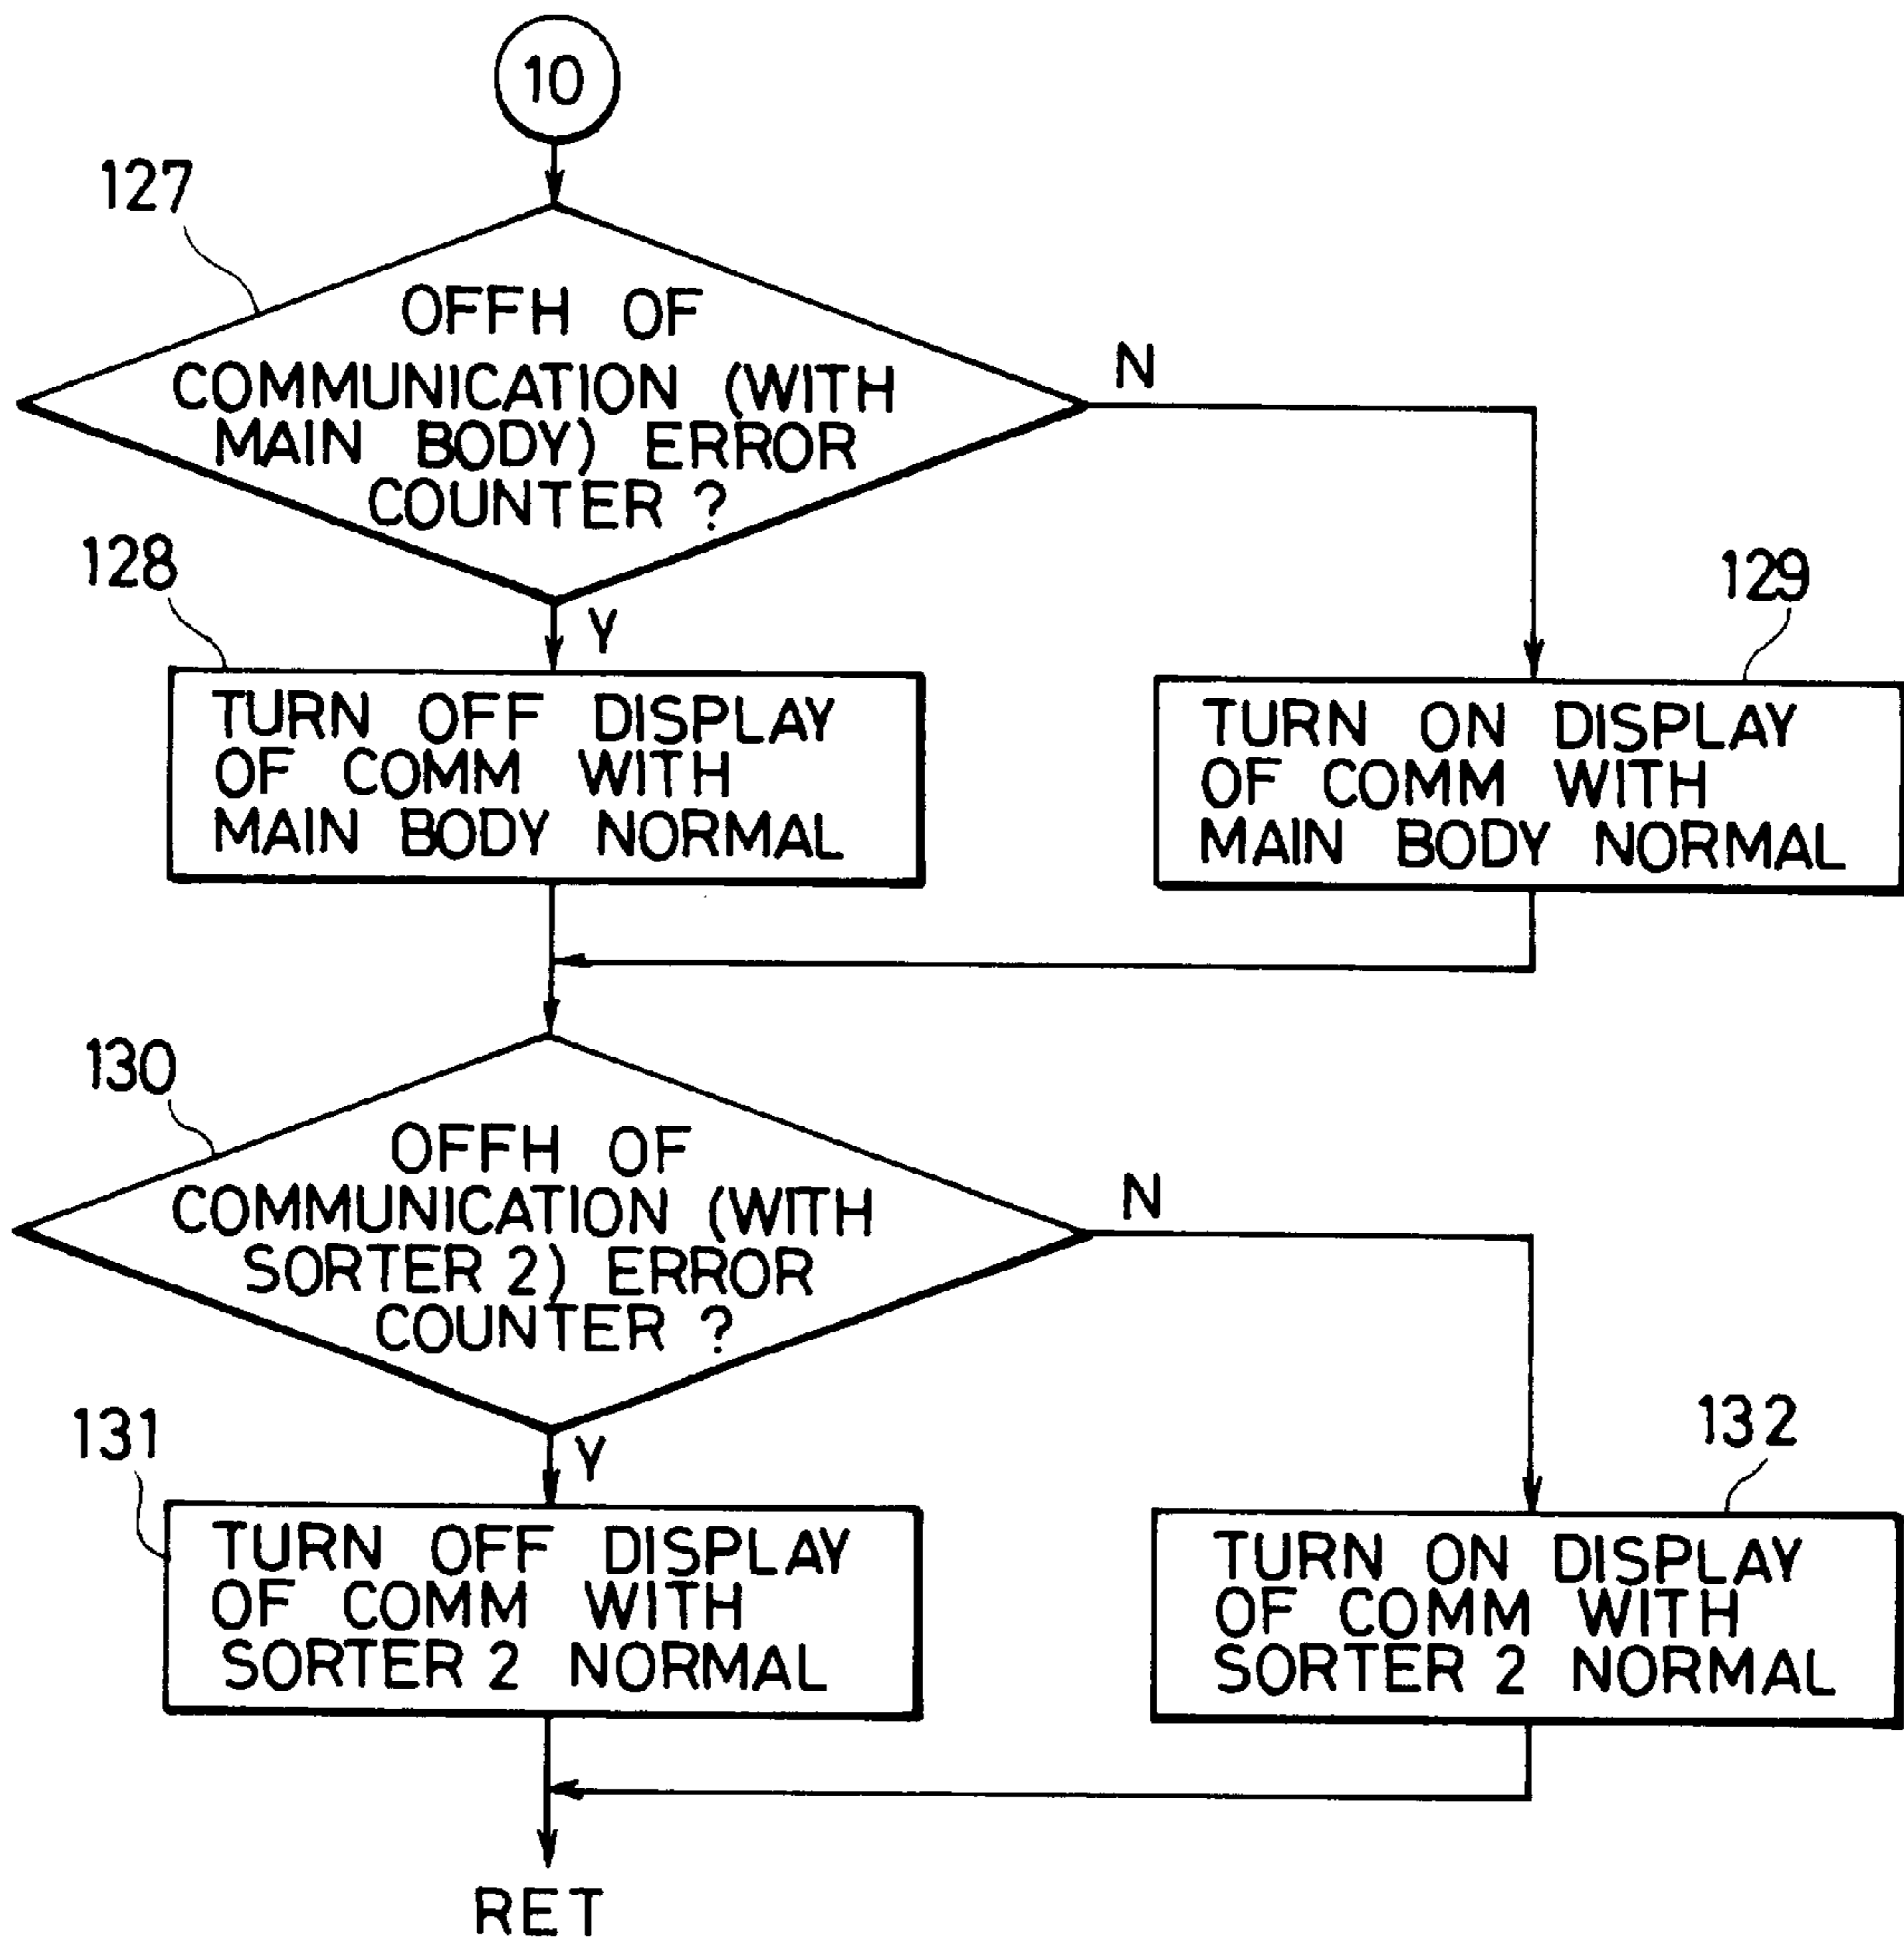 10
127
OFFH OF
COMMUNICATION (WITH
MAIN BODY) ERROR
COUNTER ?
N
128
Y
129
TURN OFF DISPLAY
OF COMM WITH
MAIN BODY NORMAL
TURN ON DISPLAY
OF COMM WITH
MAIN BODY NORMAL
130
OFFH OF
COMMUNICATION (WITH
SORTER 2) ERROR
COUNTER ?
N
131
Y
132
TURN OFF DISPLAY
OF COMM WITH
SORTER 2 NORMAL
TURN ON DISPLAY
OF COMM WITH
SORTER 2 NORMAL
RET